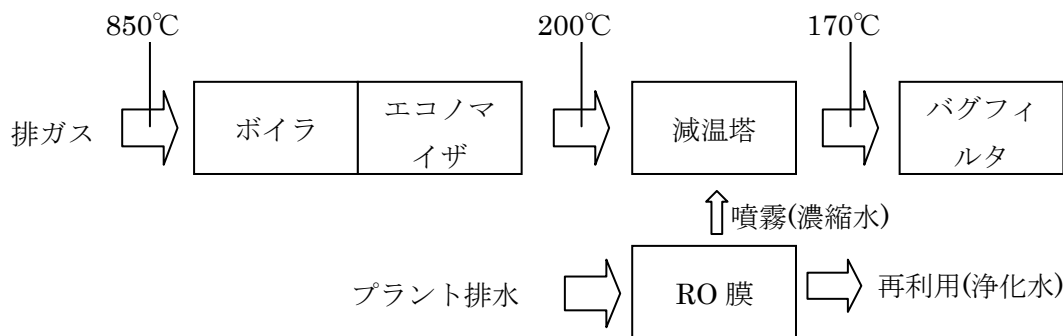 850℃
200℃
170℃
排ガス
ボイラ
エコノマ
イザ
減温塔
バグフィ
ルタ
噴霧(濃縮水)
プラント排水
RO 膜
再利用(浄化水)